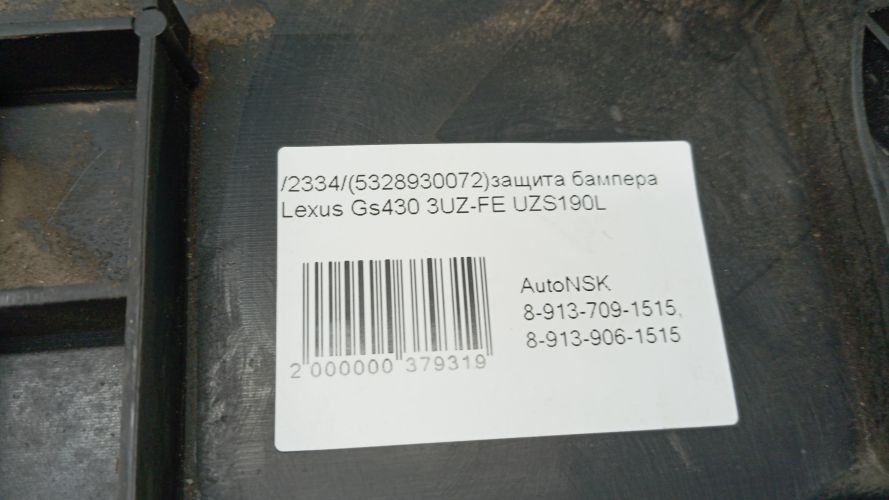 /2334/(5328930072)защита бампера
Lexus Gs430 3UZ-FE UZS190L
AutoNSK
8-913-709-1515,
8-913-906-1515
2 000000 379319